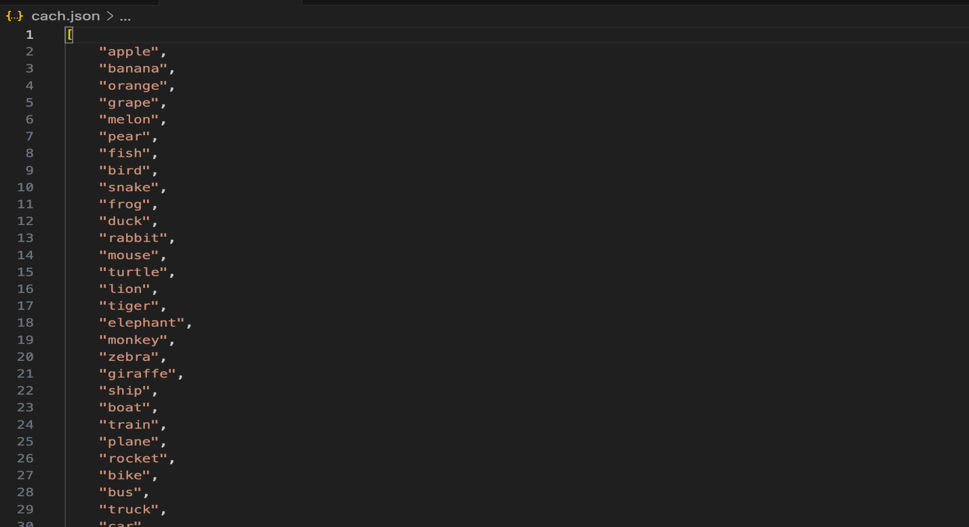 {..} cach.json > ...
1 [
2 "apple",
3 "banana",
4 "orange",
5 "grape",
6 "melon",
7 "pear",
8 "fish",
9 "bird",
10 "snake",
11 "frog",
12 "duck",
13 "rabbit",
14 "mouse",
15 "turtle",
16 "lion",
17 "tiger",
18 "elephant",
19 "monkey",
20 "zebra",
21 "giraffe",
22 "ship",
23 "boat",
24 "train",
25 "plane",
26 "rocket",
27 "bike",
28 "bus",
29 "truck",
30 "car"